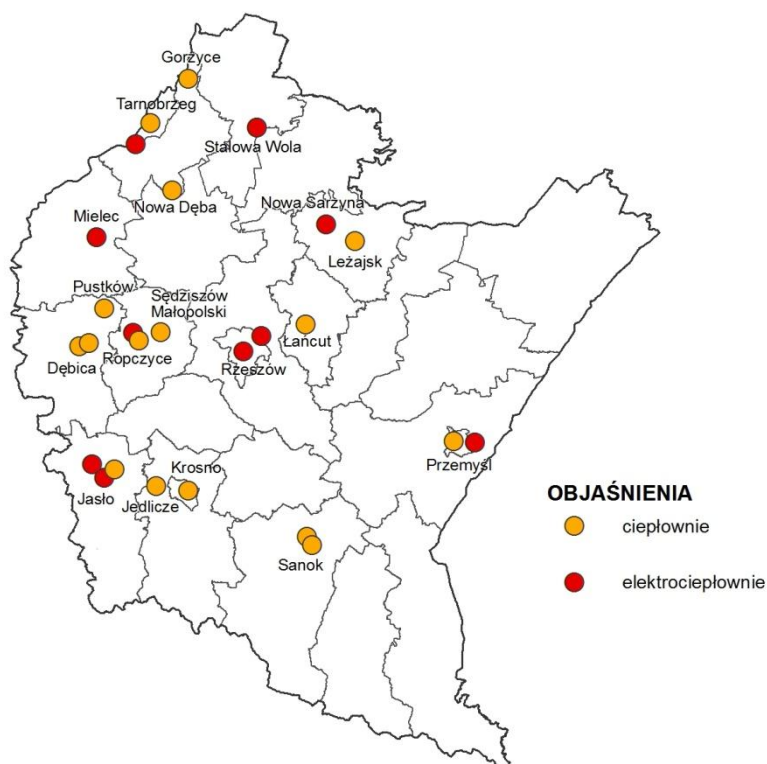 Gorzyce
Tarnobrzeg
Stalowa Wola
Nowa Dęba
Nowa Sarzyna
Mielec
Leżajsk
Pustków
Sędziszów
Małopolski
Łańcut
Ropczyce
Dębica
Rzeszów
Przemyśl
Krosno
Jasło
Jedlicze
Sanok
OBJAŚNIENIA
ciepłownie
elektrociepłownie